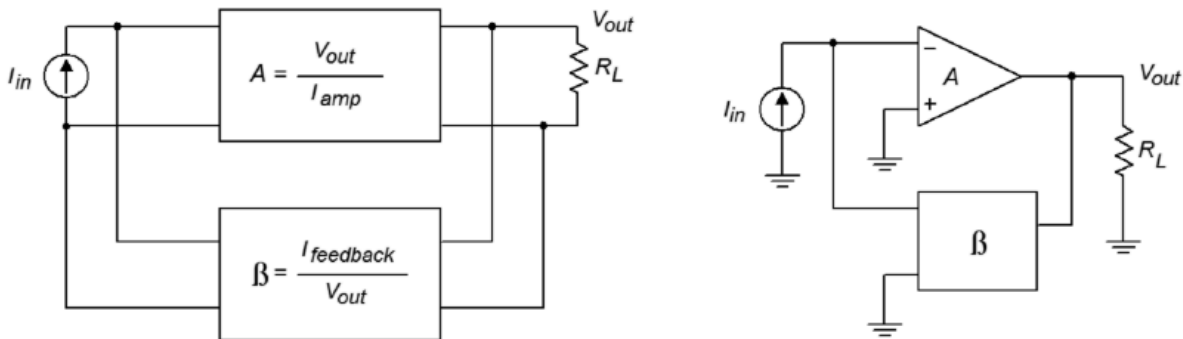 V_out
I_in
A = V_out / I_amp
R_L
ß = I_feedback / V_out
V_out
−
A
+
I_in
R_L
ß